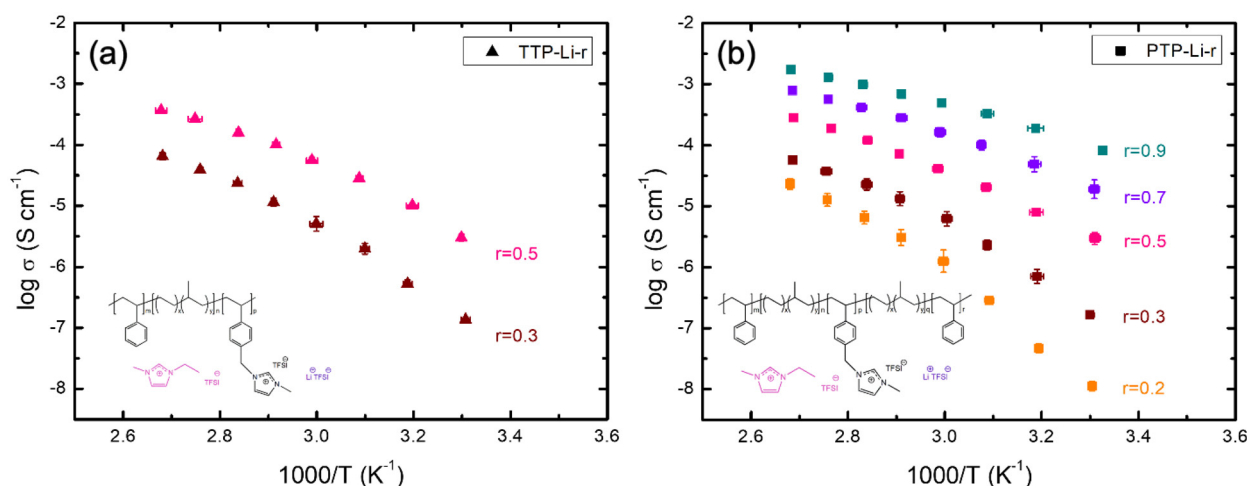 (a)
TTP-Li-r
-2
-3
-4
-5
-6
-7
-8
log σ (S cm⁻¹)
r=0.5
r=0.3
m
x
y
n
p
TFSI ⊖
N ⊕ N
TFSI ⊖
N ⊕ N
⊖ ⊖
Li TFSI
2.6 2.8 3.0 3.2 3.4 3.6
1000/T (K⁻¹)
(b)
PTP-Li-r
-2
-3
-4
-5
-6
-7
-8
log σ (S cm⁻¹)
r=0.9
r=0.7
r=0.5
r=0.3
r=0.2
m
x
y
n
p
x
y
q
r
TFSI ⊖
N ⊕ N
TFSI ⊖
N ⊕ N
⊕ ⊖
Li TFSI
2.6 2.8 3.0 3.2 3.4 3.6
1000/T (K⁻¹)